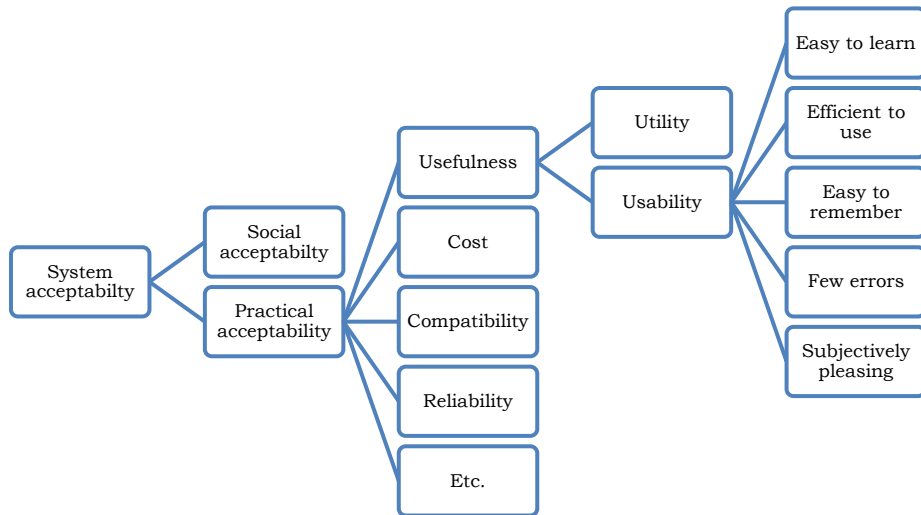 System
acceptabilty
Social
acceptabilty
Practical
acceptability
Usefulness
Cost
Compatibility
Reliability
Etc.
Utility
Usability
Easy to learn
Efficient to
use
Easy to
remember
Few errors
Subjectively
pleasing